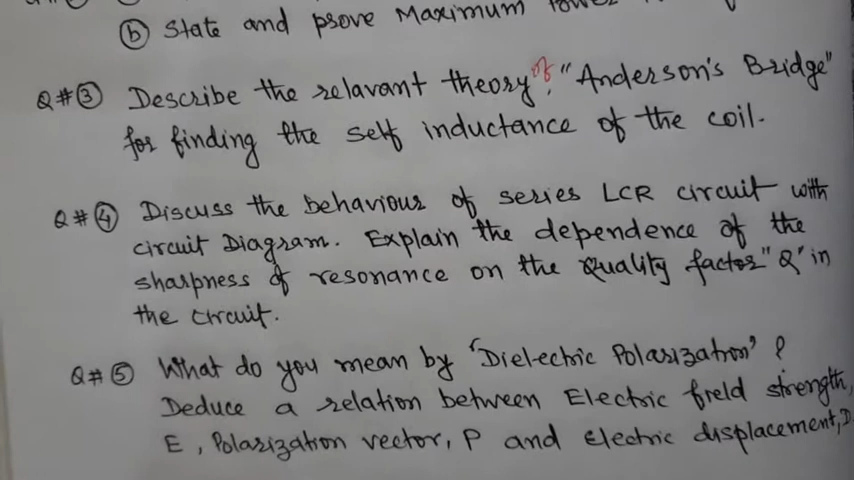 (b) State and prove Maximum Power
Q#(3) Describe the relavant theory of "Anderson's Bridge"
for finding the self inductance of the coil.
Q#(4) Discuss the behaviour of series LCR circuit with
circuit Diagram. Explain the dependence of the
sharpness of resonance on the Quality factor "Q" in
the circuit.
Q#(5) What do you mean by 'Dielectric Polarization' ?
Deduce a relation between Electric field strength,
E, Polarization vector, P and electric displacement, D